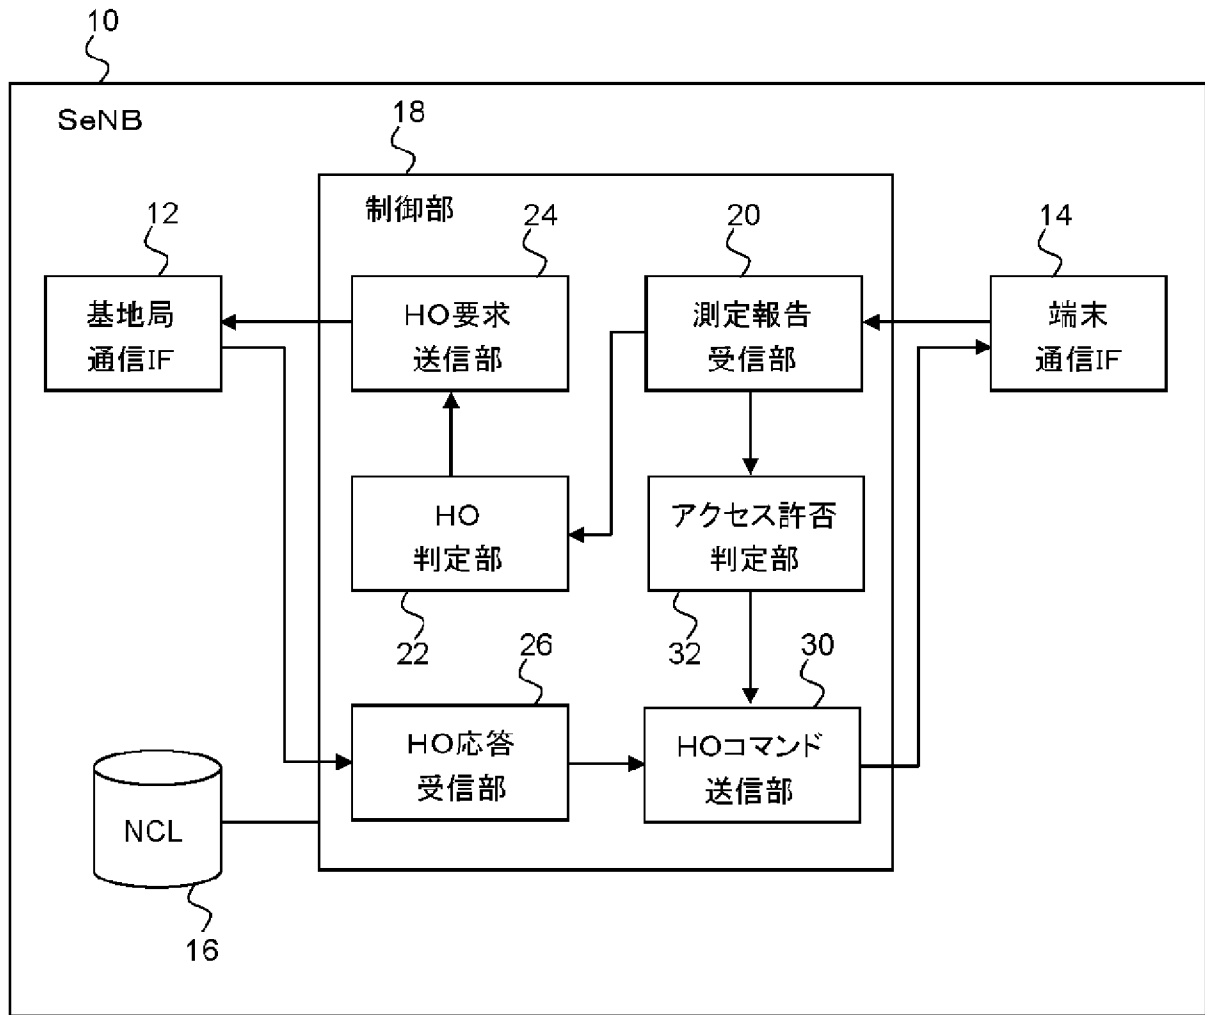 10
SeNB
18
制御部
12
24
20
14
基地局
通信IF
HO要求
送信部
測定報告
受信部
端末
通信IF
HO
判定部
アクセス許否
判定部
22
32
26
30
HO応答
受信部
HOコマンド
送信部
NCL
16